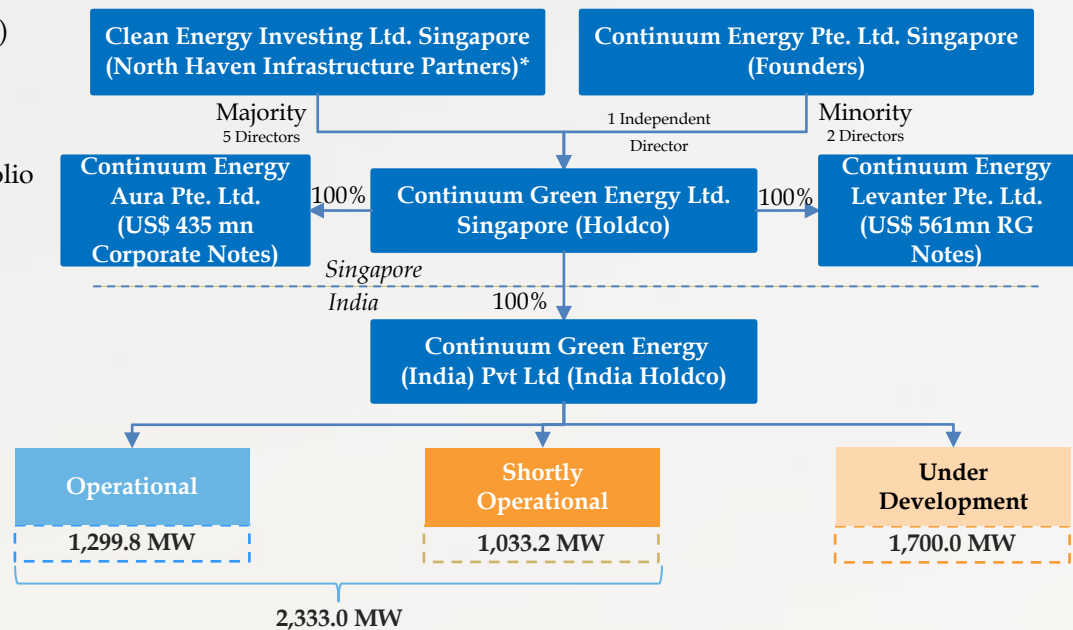 )
Clean Energy Investing Ltd. Singapore
(North Haven Infrastructure Partners)*
Continuum Energy Pte. Ltd. Singapore
(Founders)
Majority
5 Directors
1 Independent
Director
Minority
2 Directors
olio
Continuum Energy
Aura Pte. Ltd.
(US$ 435 mn
Corporate Notes)
100%
Continuum Green Energy Ltd.
Singapore (Holdco)
100%
Continuum Energy
Levanter Pte. Ltd.
(US$ 561mn RG
Notes)
Singapore
India
100%
Continuum Green Energy
(India) Pvt Ltd (India Holdco)
Operational
Shortly
Operational
Under
Development
1,299.8 MW
1,033.2 MW
1,700.0 MW
2,333.0 MW